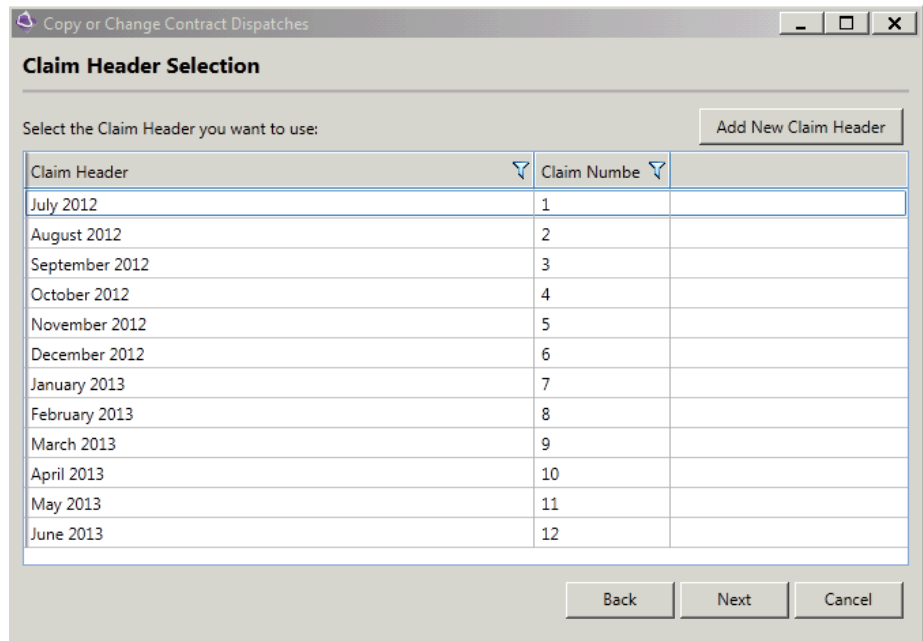 Copy or Change Contract Dispatches
Claim Header Selection
Select the Claim Header you want to use:
Add New Claim Header
Claim Header Claim Numbe
July 2012 1
August 2012 2
September 2012 3
October 2012 4
November 2012 5
December 2012 6
January 2013 7
February 2013 8
March 2013 9
April 2013 10
May 2013 11
June 2013 12
Back Next Cancel